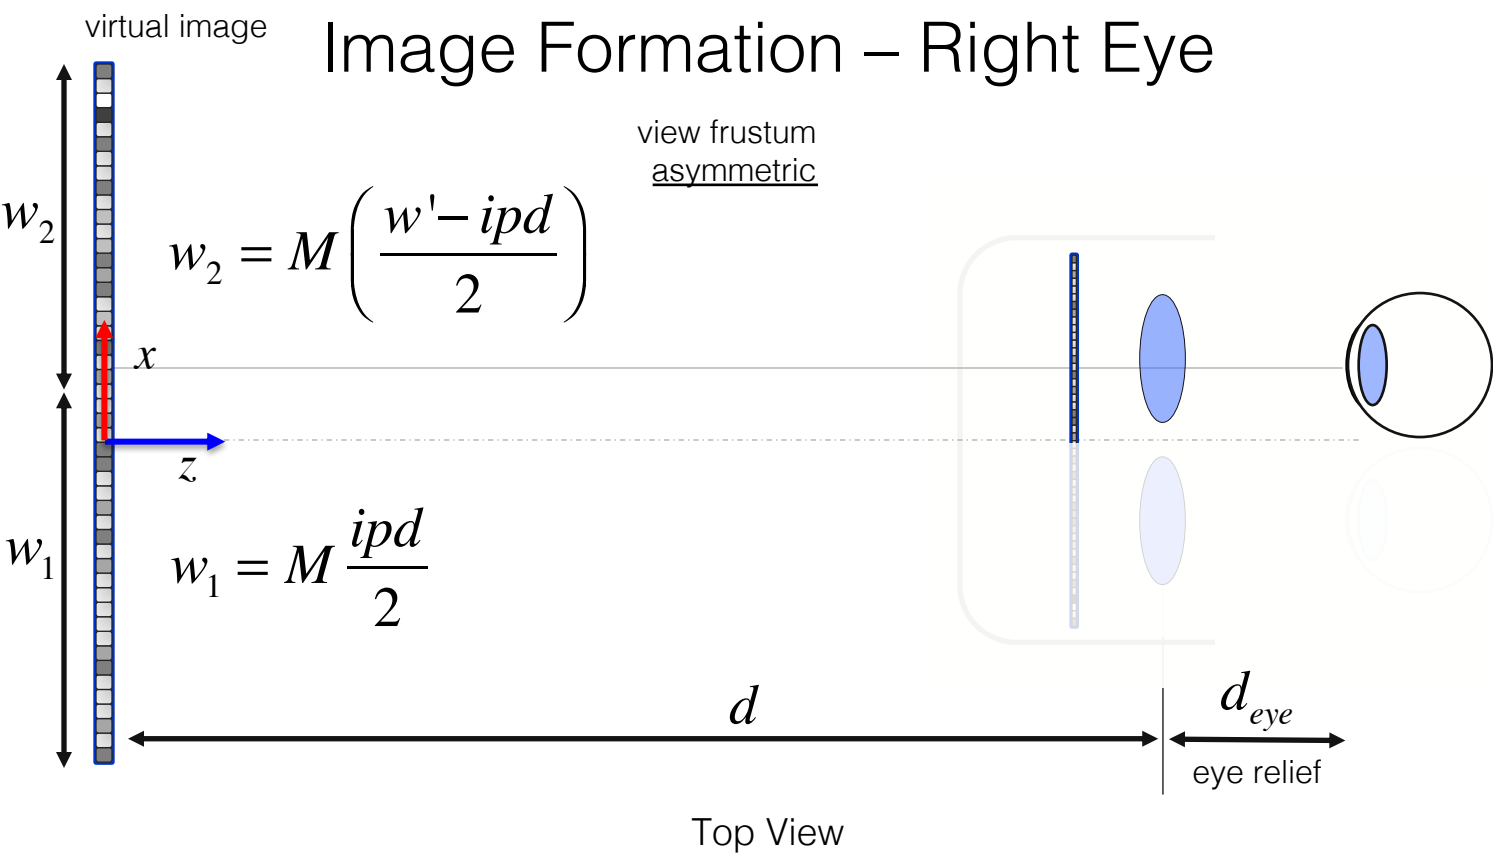 virtual image
Image Formation – Right Eye
view frustum
asymmetric
w₂
w₂ = M ( (w'−ipd) / 2 )
x
z
w₁
w₁ = M ipd / 2
d
d_eye
eye relief
Top View